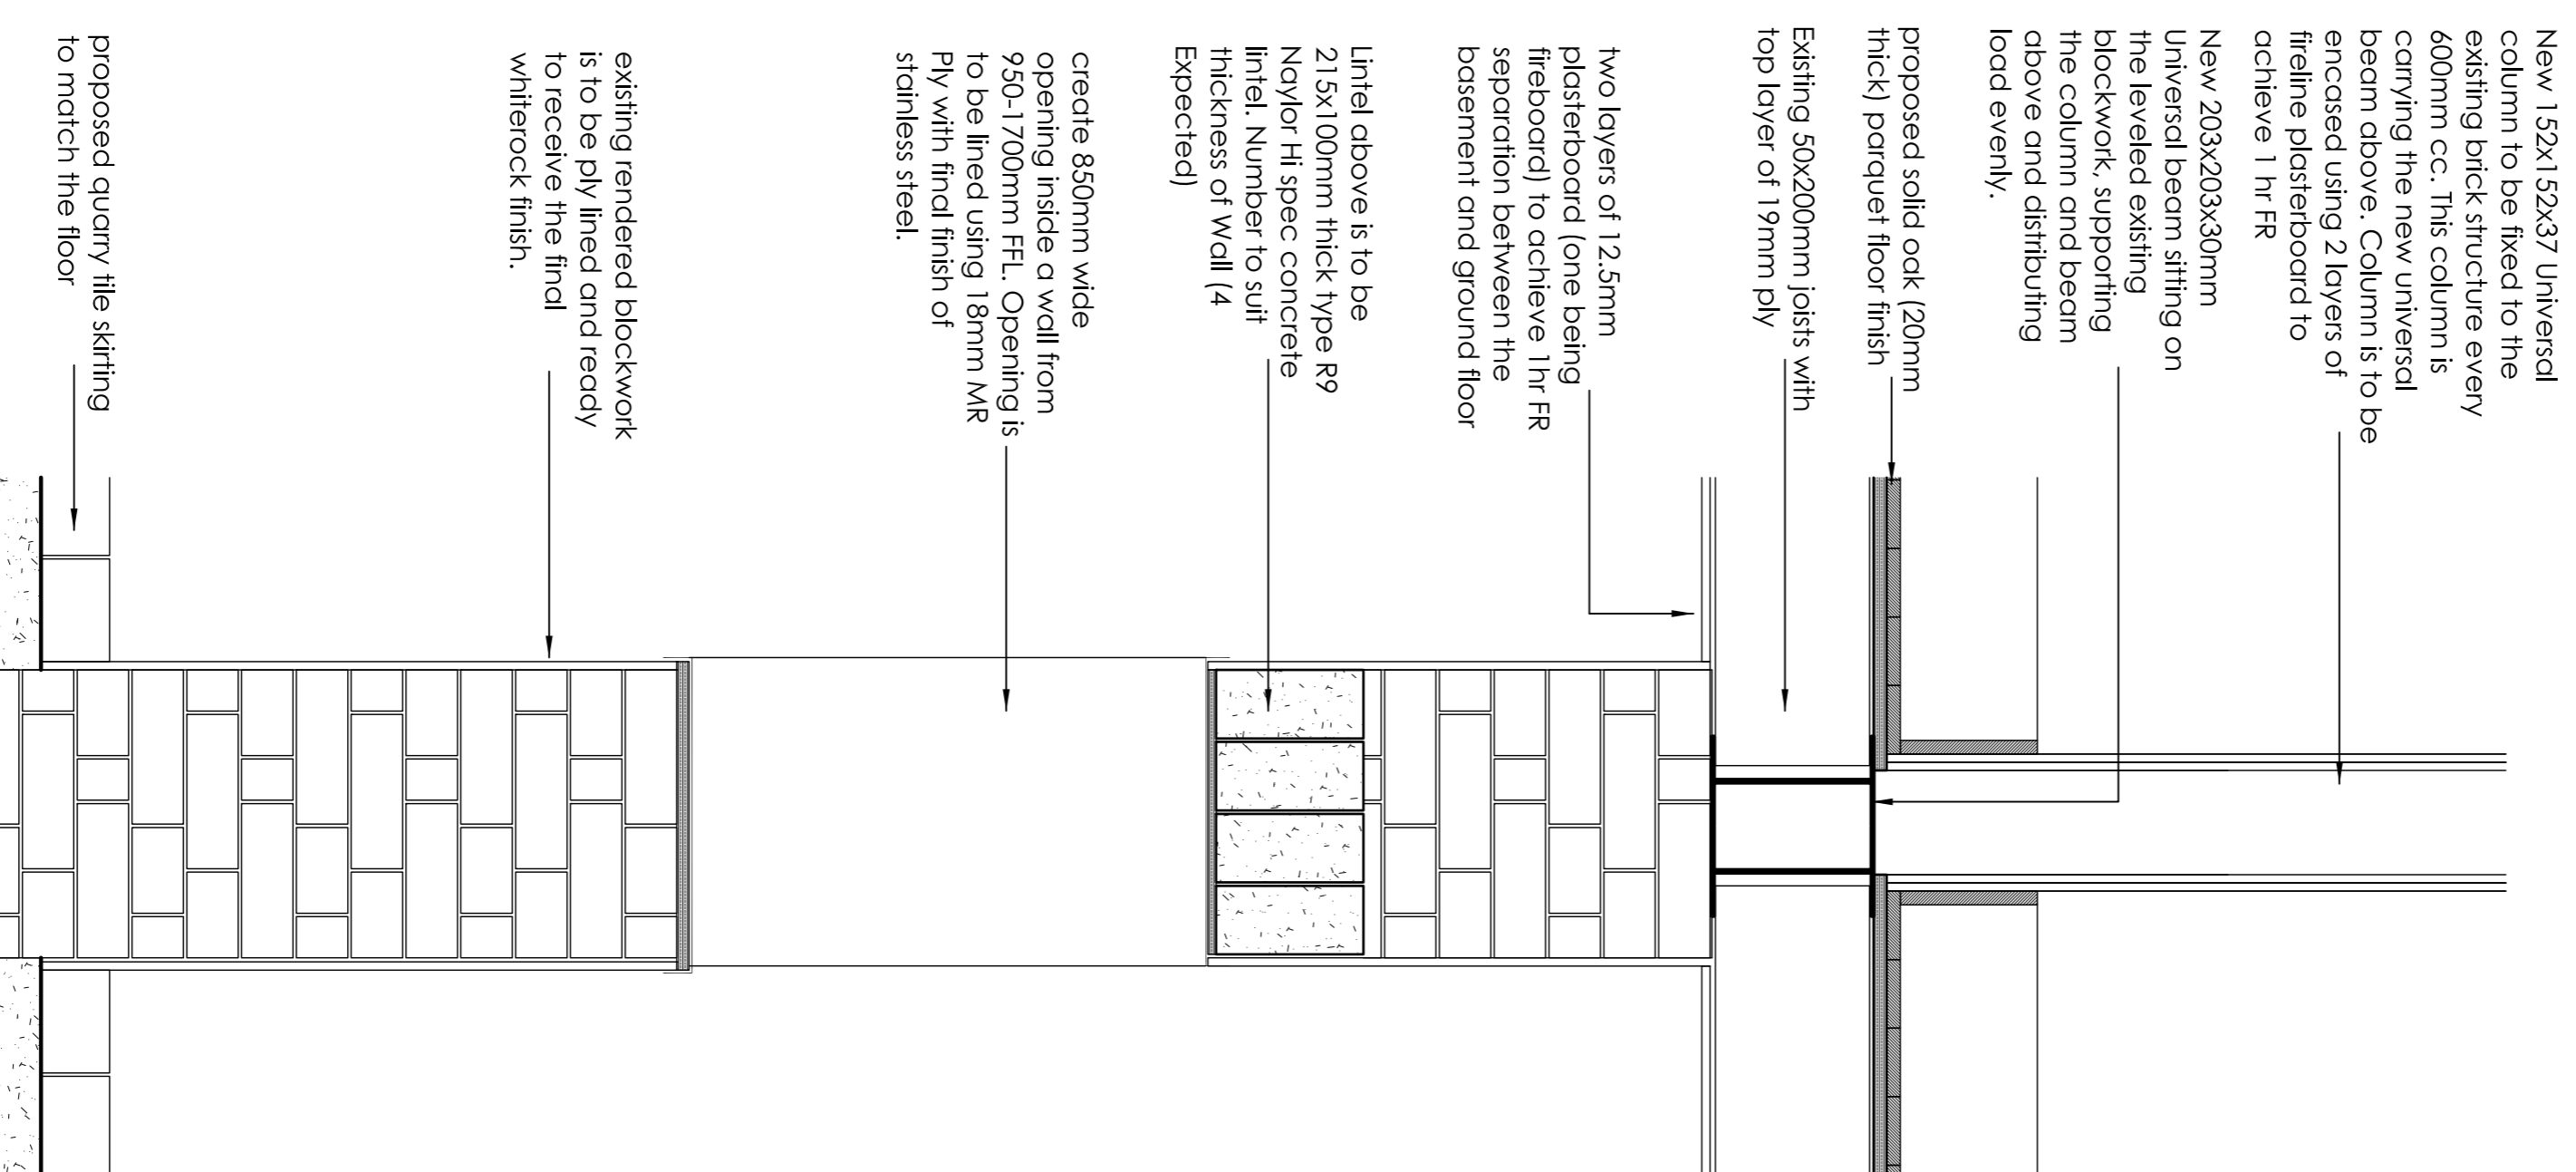 New 152x152x37 Universal
column to be fixed to the
existing brick structure every
600mm cc. This column is
carrying the new universal
beam above. Column is to be
encased using 2 layers of
fireline plasterboard to
achieve 1 hr FR
New 203x203x30mm
Universal beam sitting on
the leveled existing
blockwork, supporting
the column and beam
above and distributing
load evenly.
proposed solid oak (20mm
thick) parquet floor finish
Existing 50x200mm joists with
top layer of 19mm ply
two layers of 12.5mm
plasterboard (one being
fireboard) to achieve 1hr FR
separation between the
basement and ground floor
Lintel above is to be
215x100mm thick type R9
Naylor Hi spec concrete
lintel. Number to suit
thickness of Wall (4
Expected)
create 850mm wide
opening inside a wall from
950-1700mm FFL. Opening is
to be lined using 18mm MR
Ply with final finish of
stainless steel.
existing rendered blockwork
is to be ply lined and ready
to receive the final
whiterock finish.
proposed quarry tile skirting
to match the floor